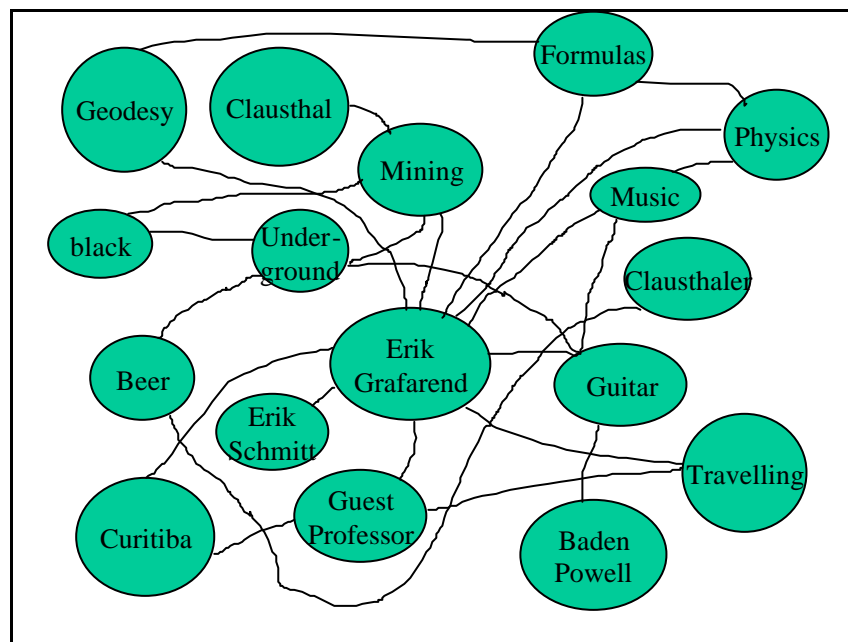 Formulas
Geodesy
Clausthal
Physics
Mining
Music
black
Under-
ground
Clausthaler
Erik
Grafarend
Beer
Guitar
Erik
Schmitt
Travelling
Guest
Professor
Curitiba
Baden
Powell